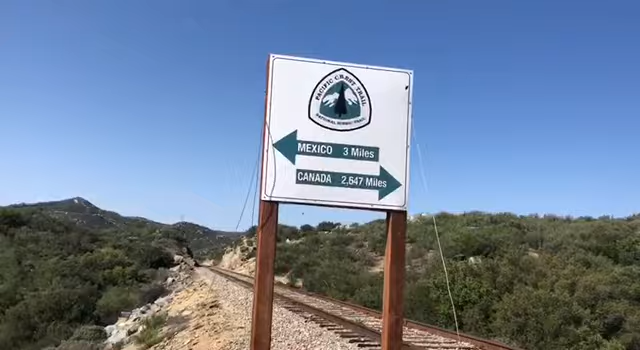 PACIFIC CREST TRAIL
NATIONAL SCENIC TRAIL
MEXICO 3 Miles
CANADA 2,647 Miles